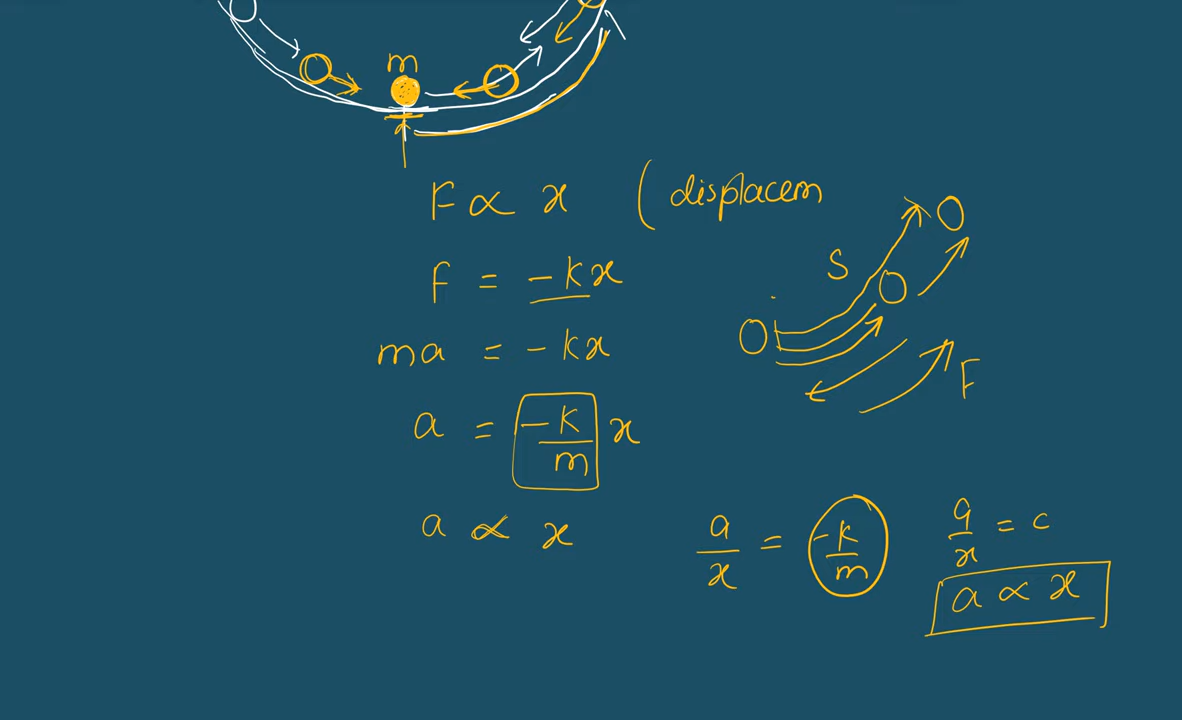 m
F ∝ x (displacem
f = -kx
S
ma = -kx
F
a = -k/m x
a ∝ x
a/x = -k/m
a/x = c
a ∝ x